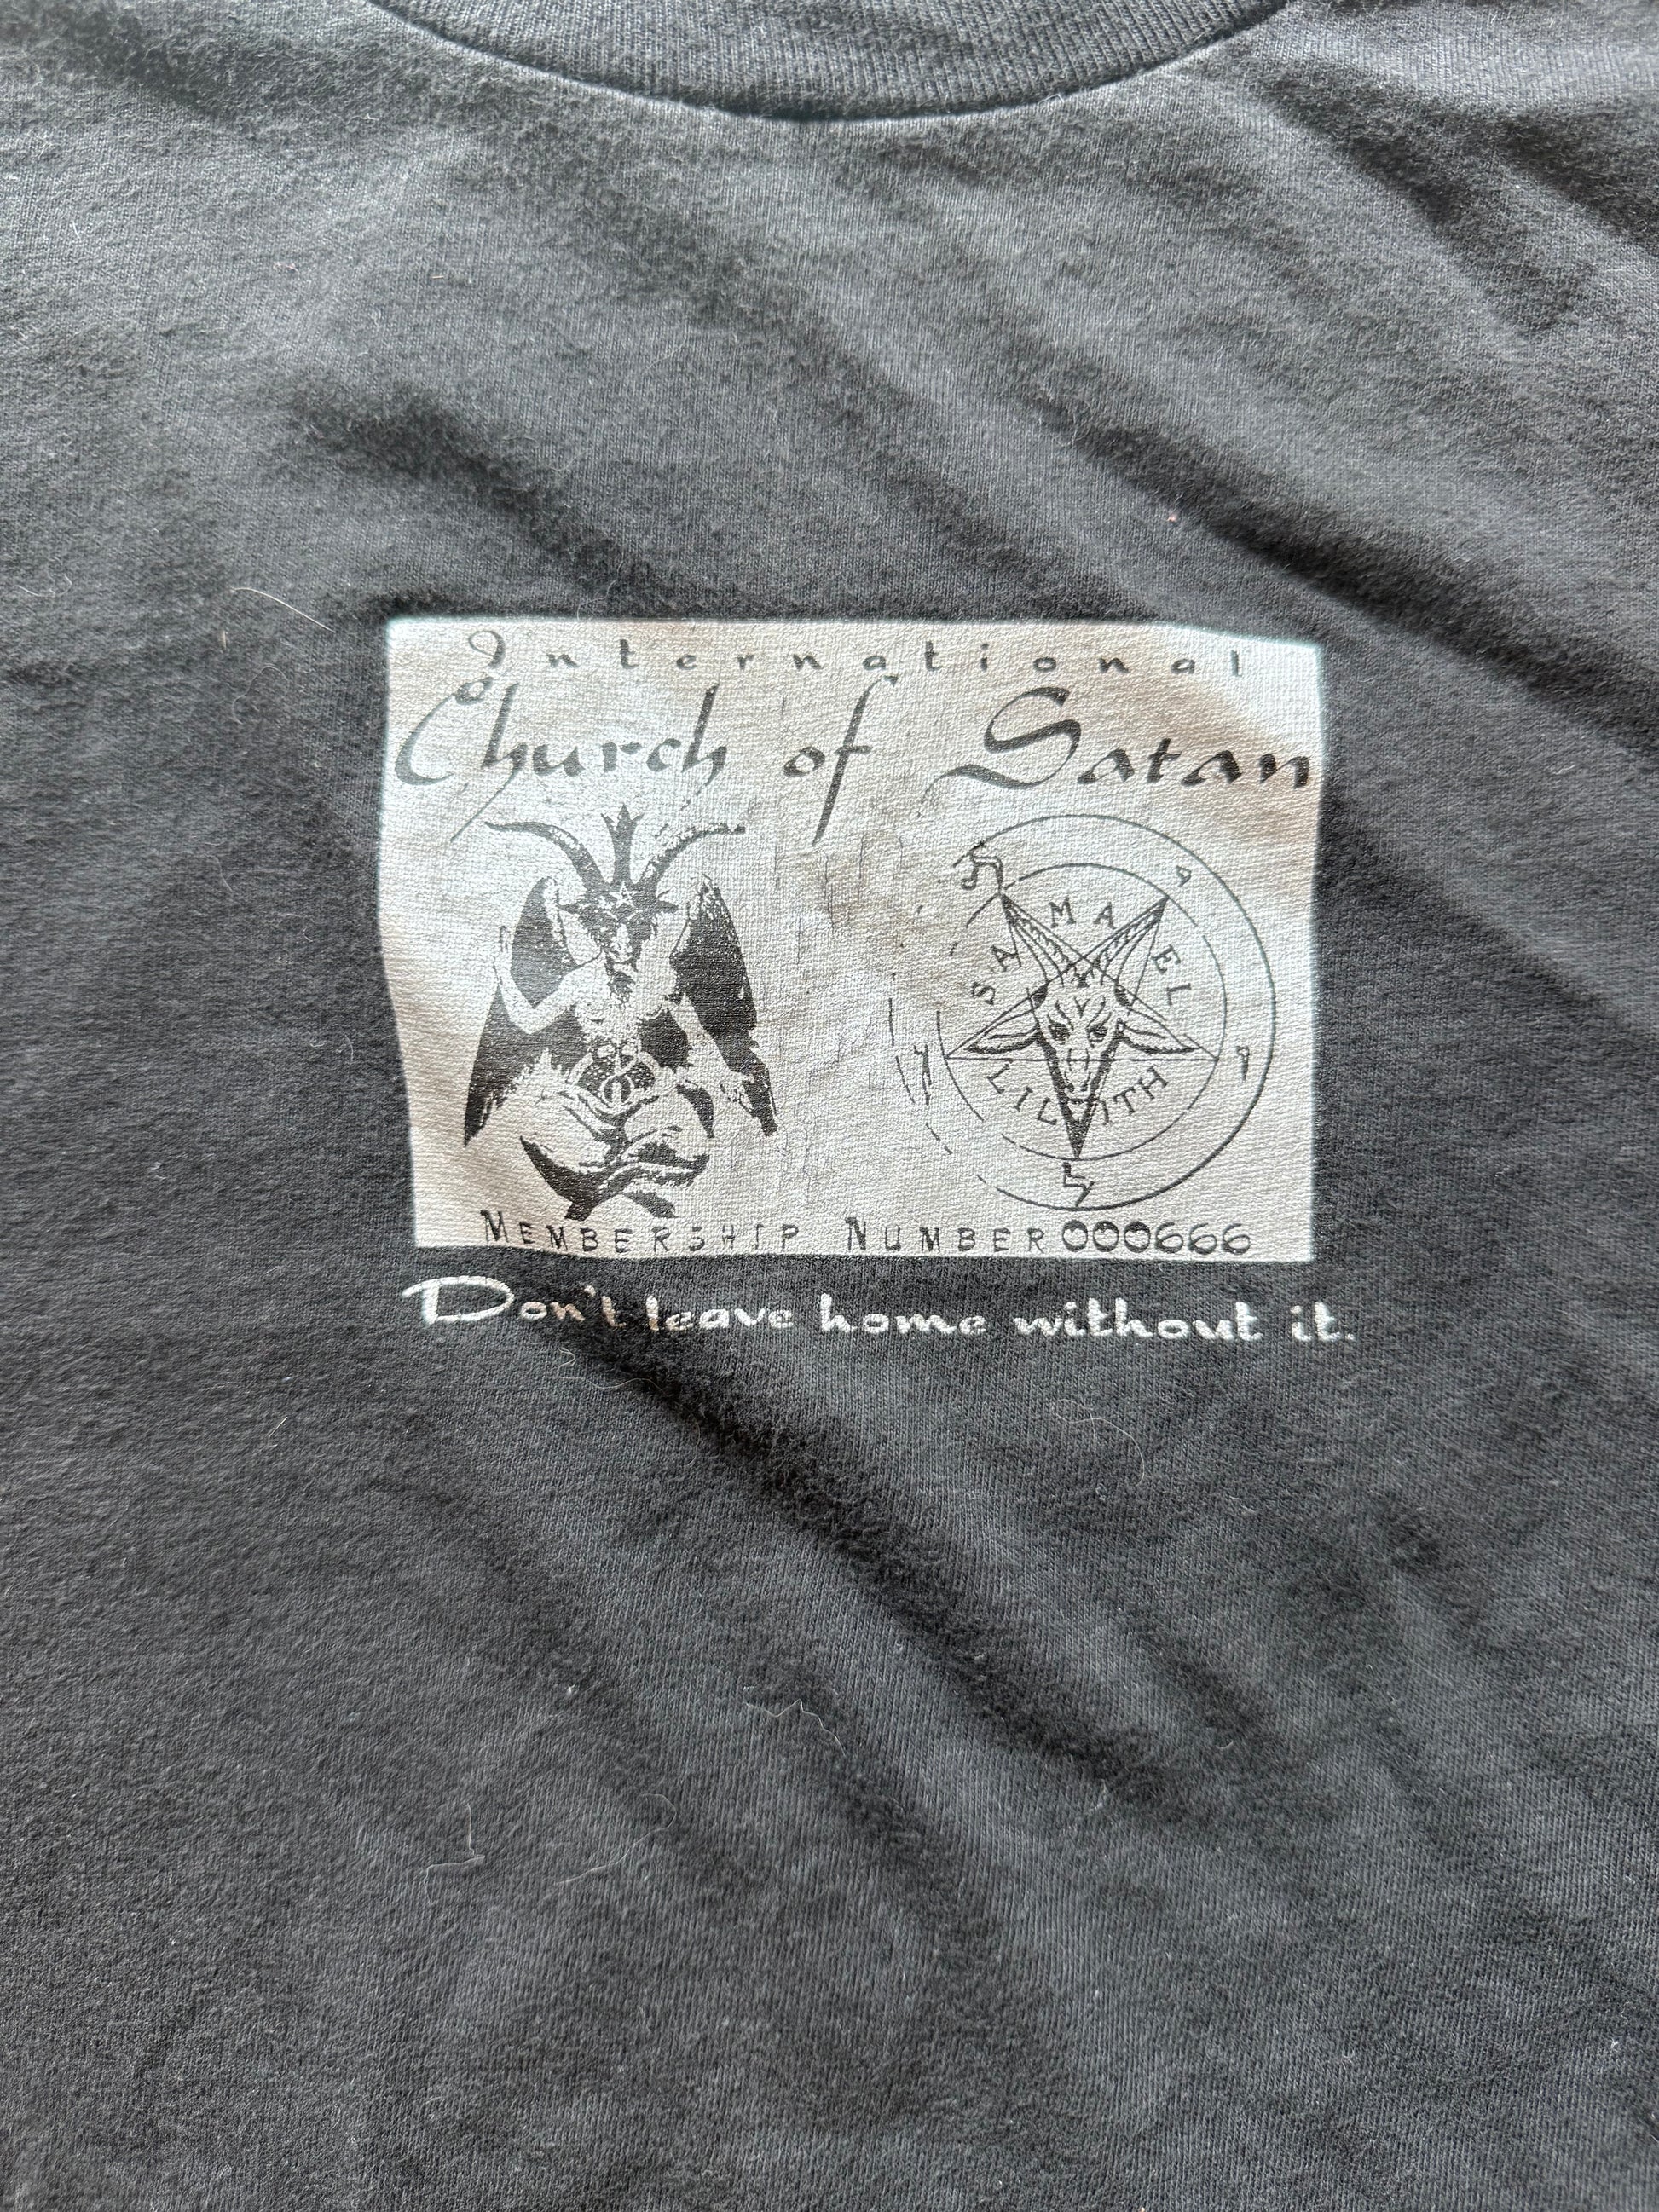 International
Church of Satan
SAMAEL
LILITH
MEMBERSHIP NUMBER 000666
Don't leave home without it.